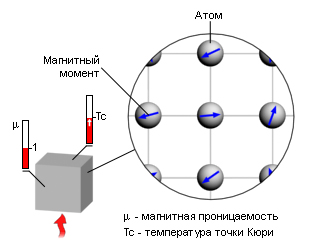 Атом
Магнитный
момент
μ
Tc
1
μ - магнитная проницаемость
Tc - температура точки Кюри